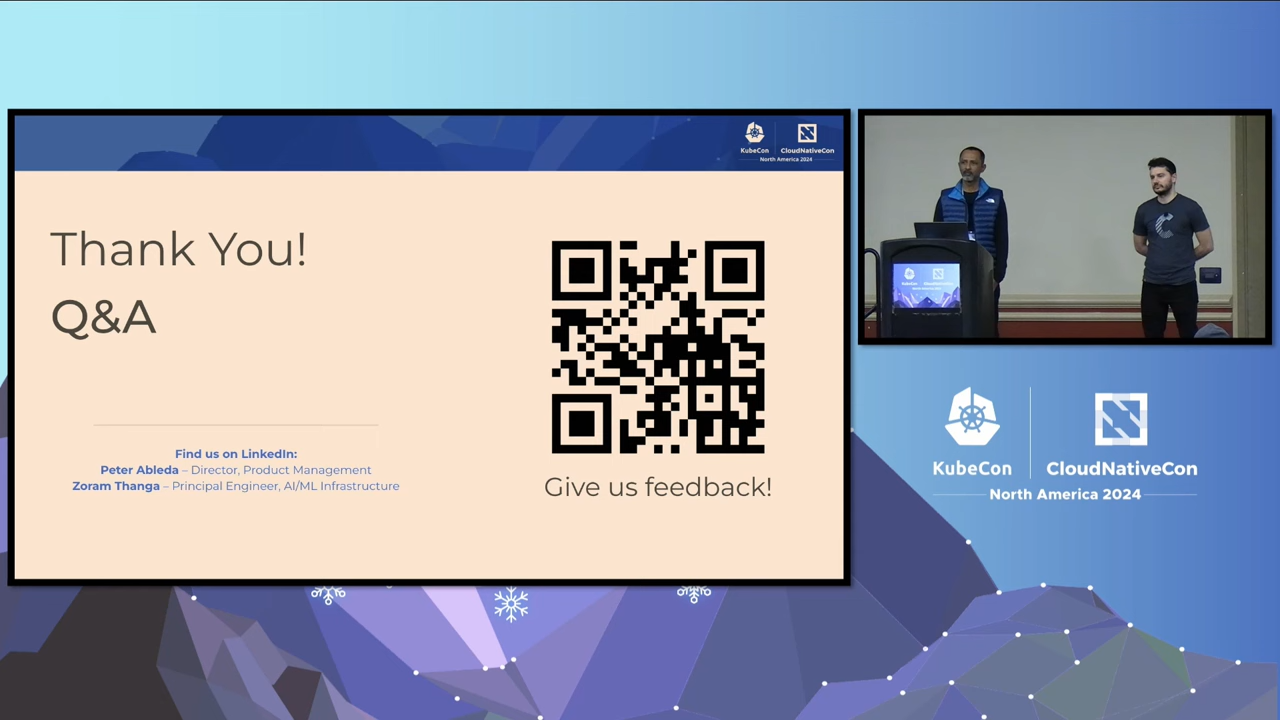 KubeCon
CloudNativeCon
North America 2024
Thank You!
Q&A
Find us on LinkedIn:
Peter Ableda – Director, Product Management
Zoram Thanga – Principal Engineer, AI/ML Infrastructure
Give us feedback!
KubeCon
CloudNativeCon
North America 2024